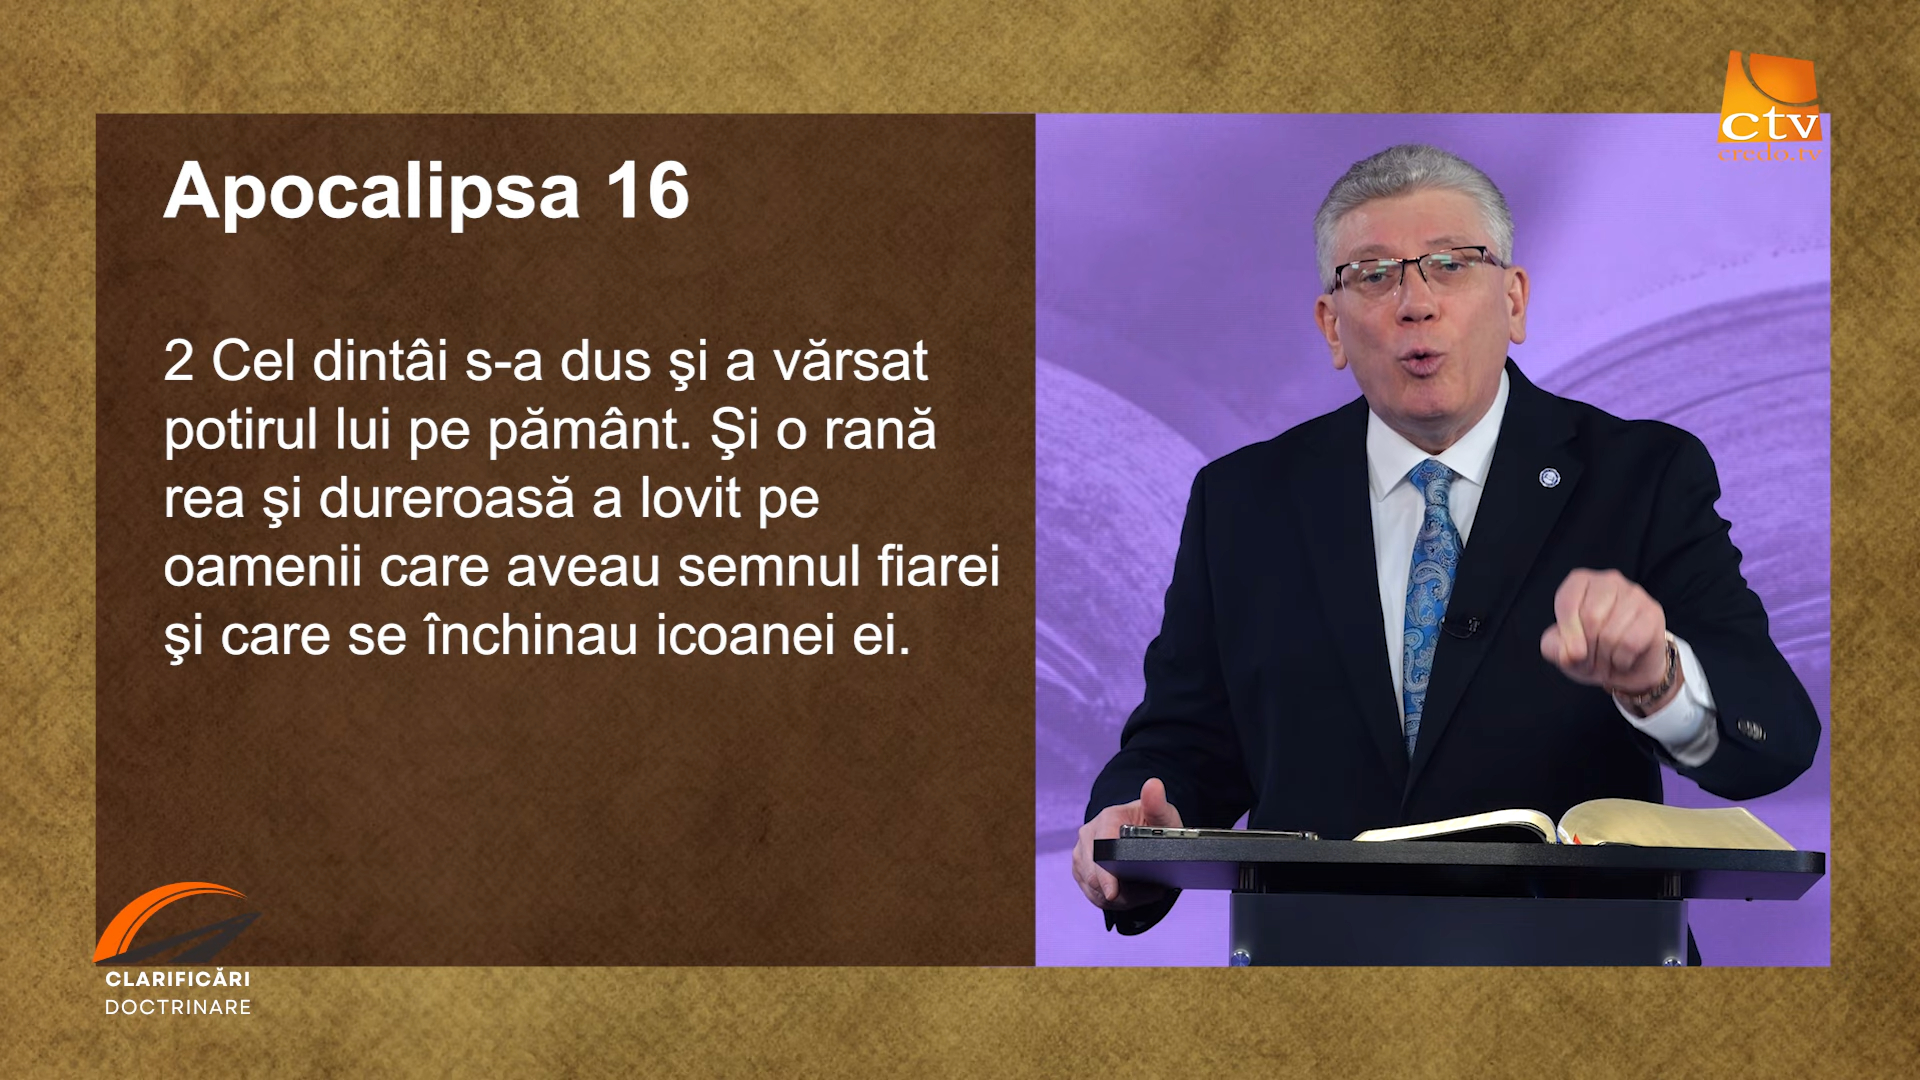 Apocalipsa 16
2 Cel dintâi s-a dus şi a vărsat
potirul lui pe pământ. Şi o rană
rea şi dureroasă a lovit pe
oamenii care aveau semnul fiarei
şi care se închinau icoanei ei.
ctv
credo.tv
CLARIFICĂRI
DOCTRINARE